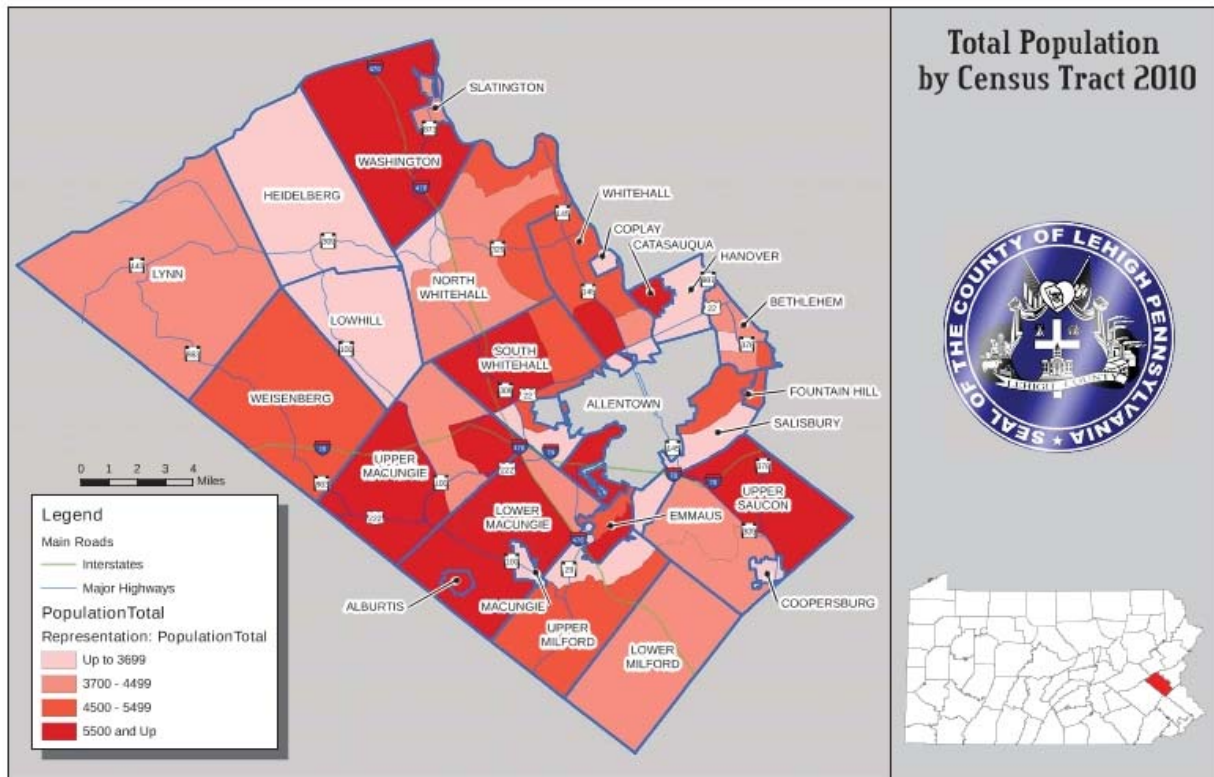 Total Population
by Census Tract 2010
SLATINGTON
WASHINGTON
HEIDELBERG
WHITEHALL
COPLAY
CATASAUQUA
HANOVER
LYNN
NORTH
WHITEHALL
BETHLEHEM
LOWHILL
SOUTH
WHITEHALL
FOUNTAIN HILL
WEISENBERG
ALLENTOWN
SALISBURY
UPPER
MACUNGIE
UPPER
SAUCON
LOWER
MACUNGIE
EMMAUS
ALBURTIS
MACUNGIE
COOPERSBURG
UPPER
MILFORD
LOWER
MILFORD
0 1 2 3 4
Miles
Legend
Main Roads
Interstates
Major Highways
PopulationTotal
Representation: PopulationTotal
Up to 3699
3700 - 4499
4500 - 5499
5500 and Up
SEAL OF THE COUNTY OF LEHIGH PENNSYLVANIA
LEHIGH COUNTY